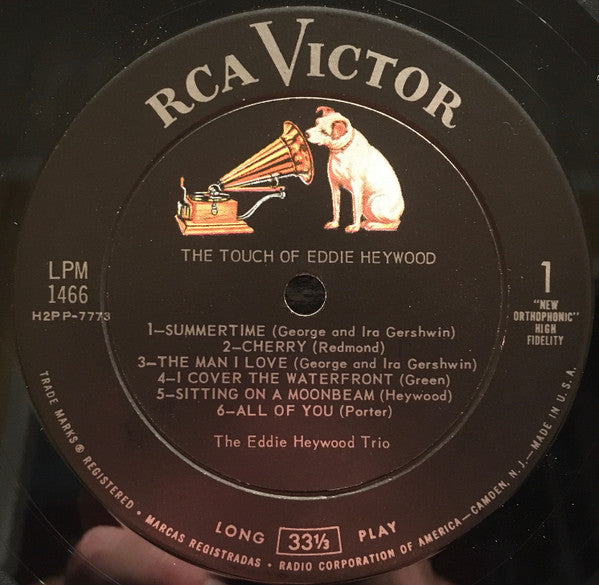 RCA VICTOR
THE TOUCH OF EDDIE HEYWOOD
LPM
1466
H2PP-7773
1
"NEW
ORTHOPHONIC"
HIGH
FIDELITY
1—SUMMERTIME (George and Ira Gershwin)
2—CHERRY (Redmond)
3—THE MAN I LOVE (George and Ira Gershwin)
4—I COVER THE WATERFRONT (Green)
5—SITTING ON A MOONBEAM (Heywood)
6—ALL OF YOU (Porter)
The Eddie Heywood Trio
LONG 33⅓ PLAY
TRADE MARKS ® REGISTERED • MARCAS REGISTRADAS • RADIO CORPORATION OF AMERICA—CAMDEN, N. J.—MADE IN U.S.A.